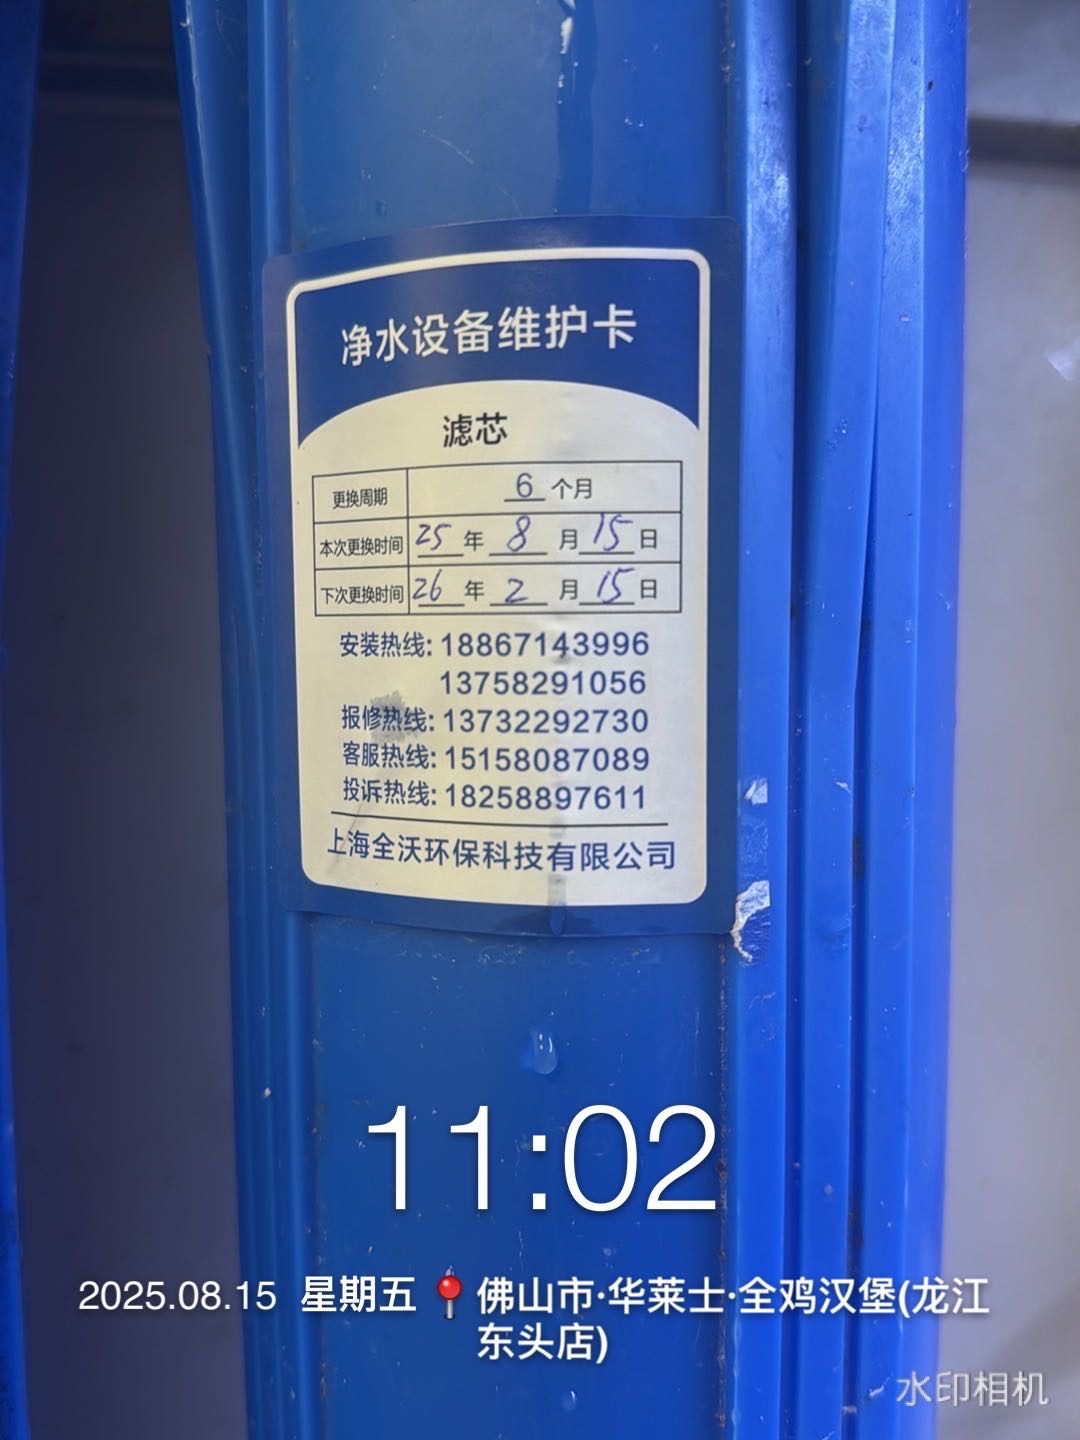 净水设备维护卡
滤芯
更换周期 6 个月
本次更换时间 25 年 8 月 15 日
下次更换时间 26 年 2 月 15 日
安装热线: 18867143996
13758291056
报修热线: 13732292730
客服热线: 15158087089
投诉热线: 18258897611
上海全沃环保科技有限公司
11:02
2025.08.15 星期五 佛山市·华莱士·全鸡汉堡(龙江
东头店)
水印相机